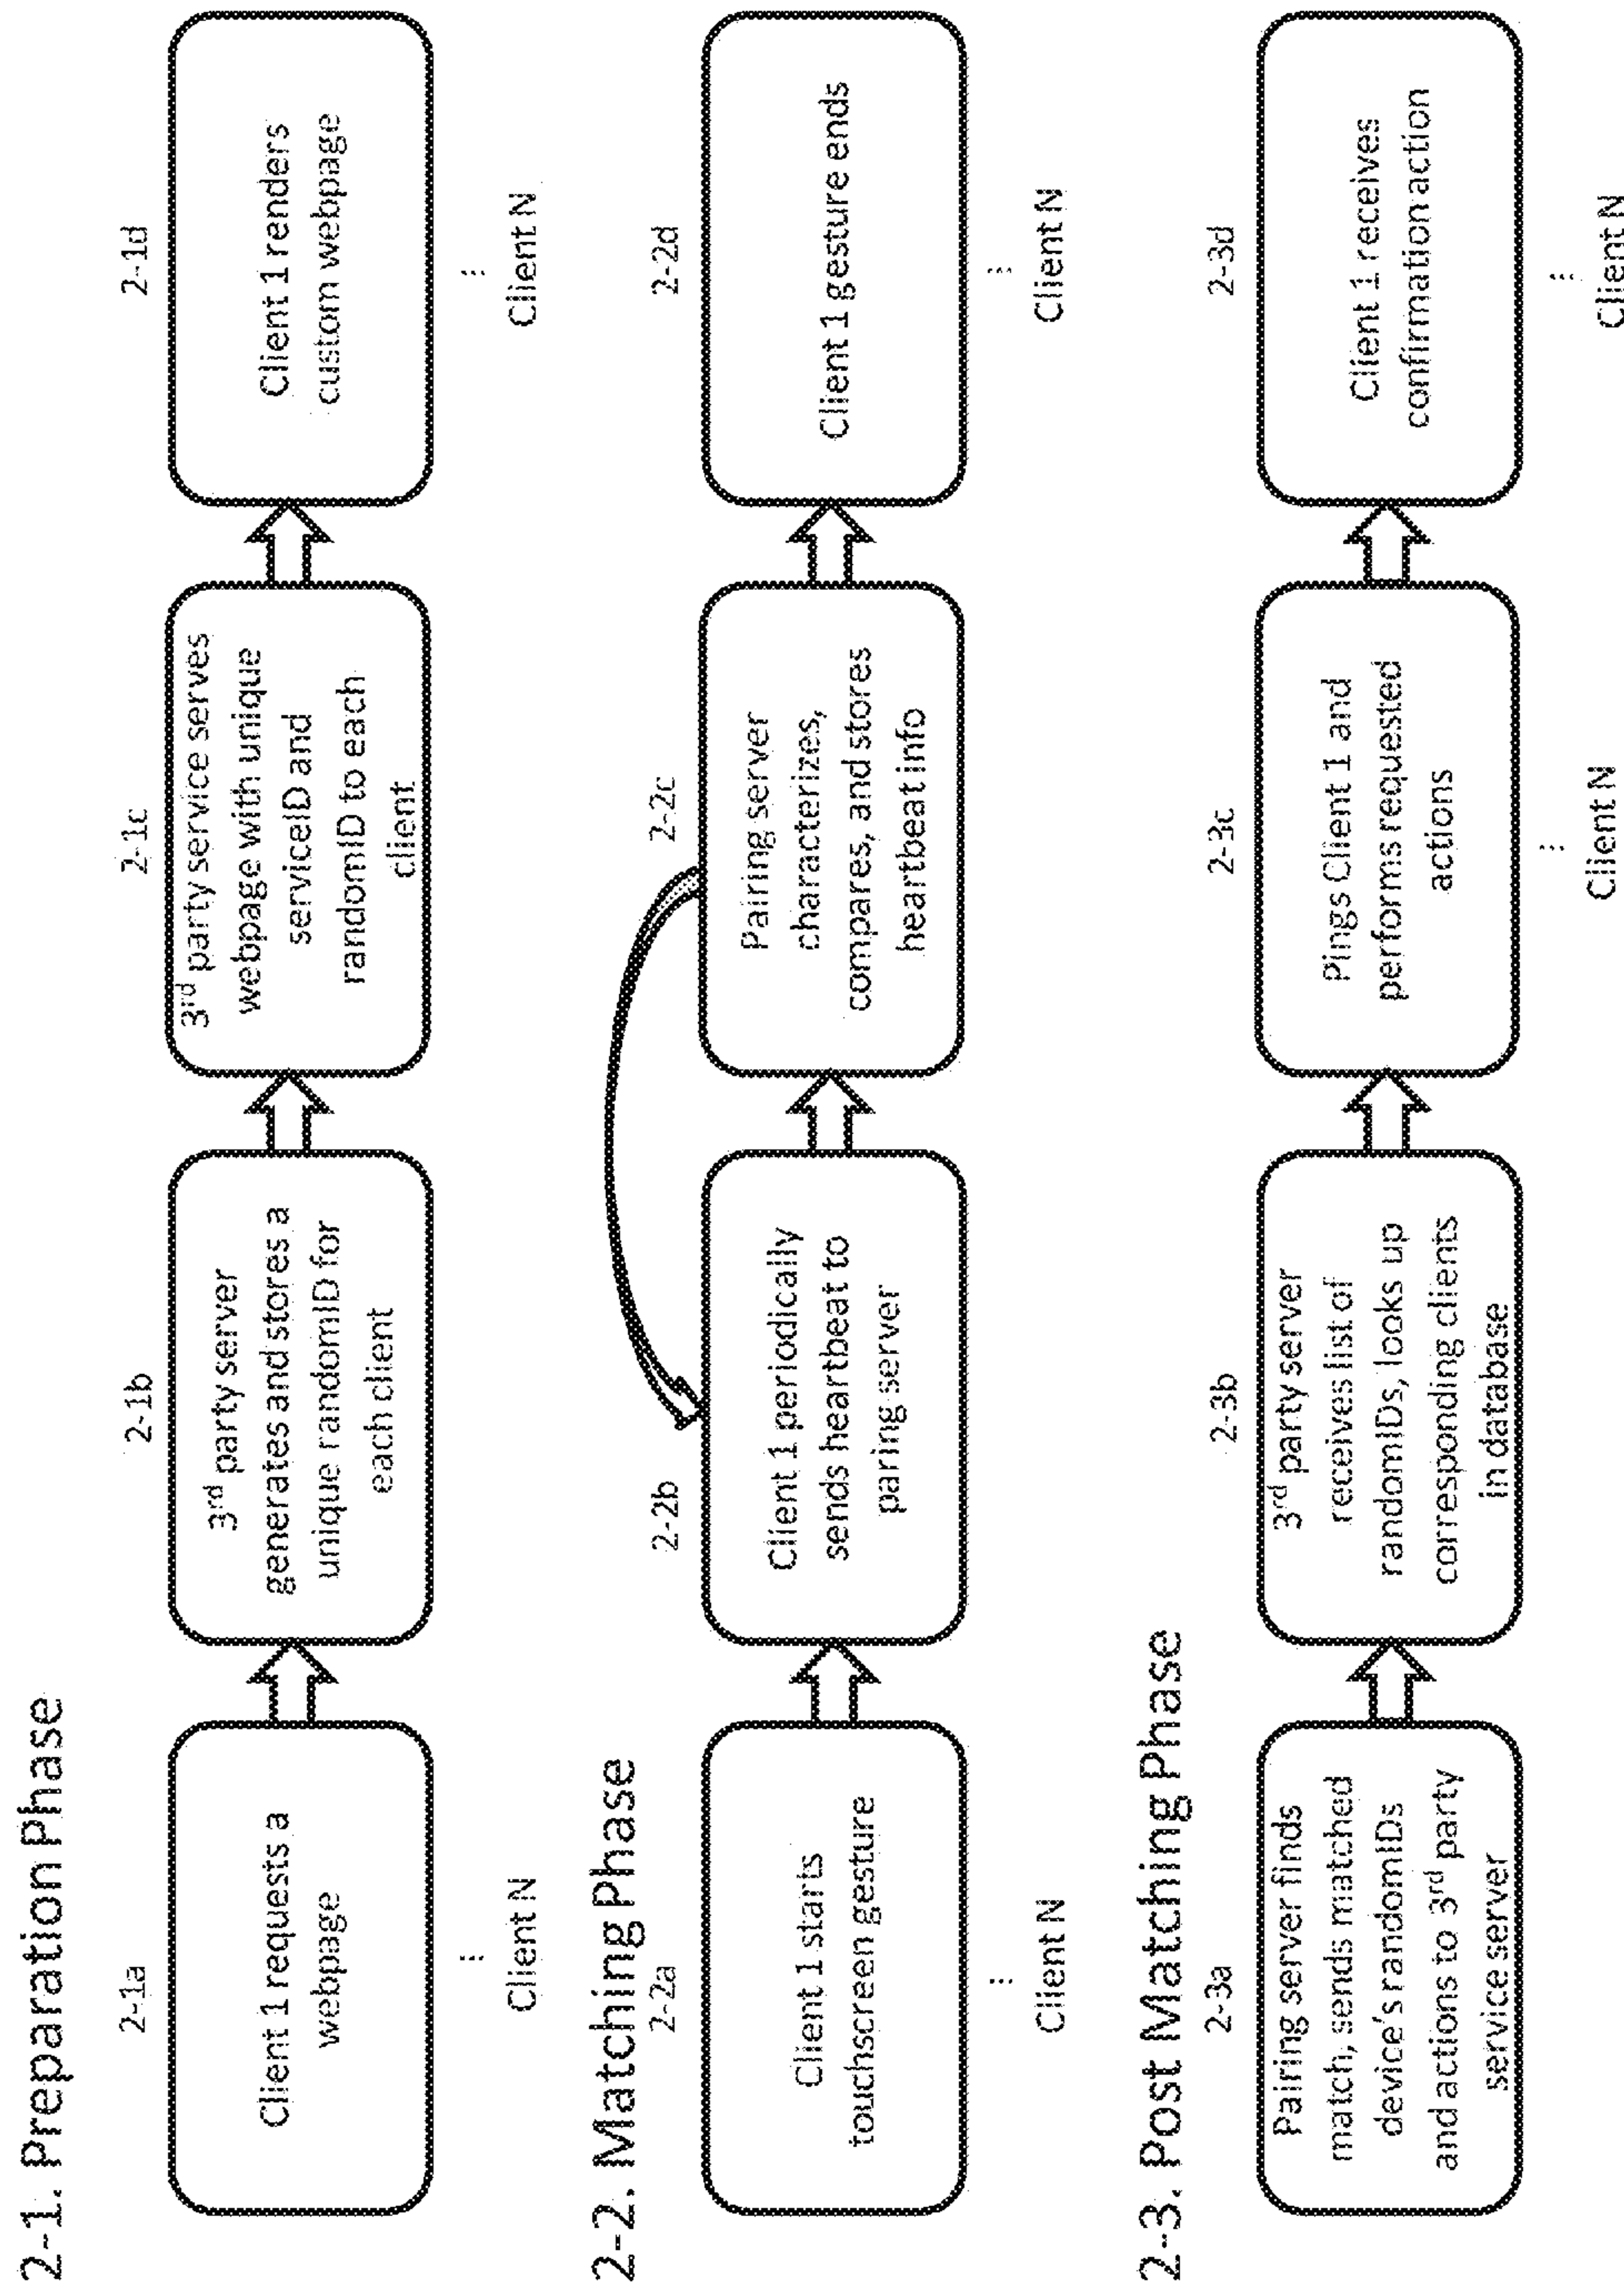 2-1. Preparation Phase
2-1a
Client 1 requests a
webpage
⋮
Client N
2-1b
3rd party server
generates and stores a
unique randomID for
each client
2-1c
3rd party service serves
webpage with unique
serviceID and
randomID to each
client
2-1d
Client 1 renders
custom webpage
⋮
Client N
2-2. Matching Phase
2-2a
Client 1 starts
touchscreen gesture
⋮
Client N
2-2b
Client 1 periodically
sends heartbeat to
paring server
2-2c
Pairing server
characterizes,
compares, and stores
heartbeat info
2-2d
Client 1 gesture ends
⋮
Client N
2-3. Post Matching Phase
2-3a
Pairing server finds
match, sends matched
device's randomIDs
and actions to 3rd party
service server
2-3b
3rd party server
receives list of
randomIDs, looks up
corresponding clients
in database
2-3c
Pings Client 1 and
performs requested
actions
⋮
Client N
2-3d
Client 1 receives
confirmation action
⋮
Client N